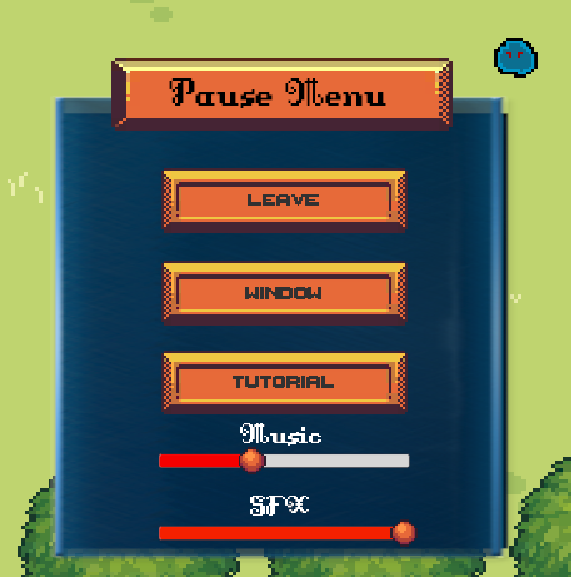 Pause Menu
LEAVE
WINDOW
TUTORIAL
Music
SFX